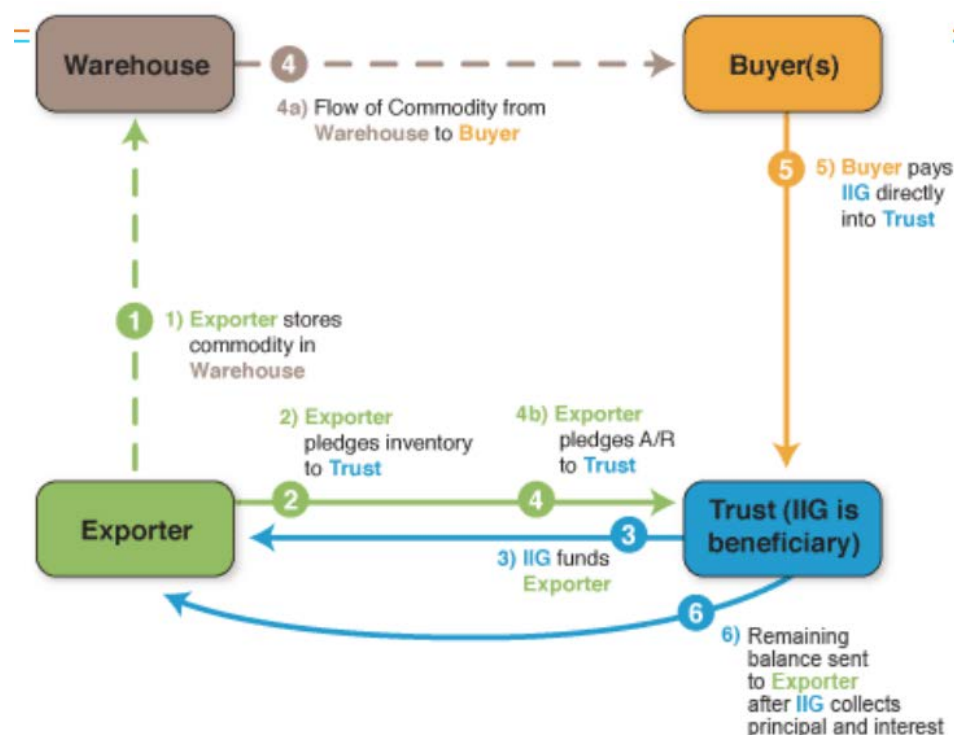 Warehouse
4
Buyer(s)
4a) Flow of Commodity from
Warehouse to Buyer
5
5) Buyer pays
IIG directly
into Trust
1
1) Exporter stores
commodity in
Warehouse
2) Exporter
pledges inventory
to Trust
4b) Exporter
pledges A/R
to Trust
Exporter
2
4
Trust (IIG is
beneficiary)
3
3) IIG funds
Exporter
6
6) Remaining
balance sent
to Exporter
after IIG collects
principal and interest